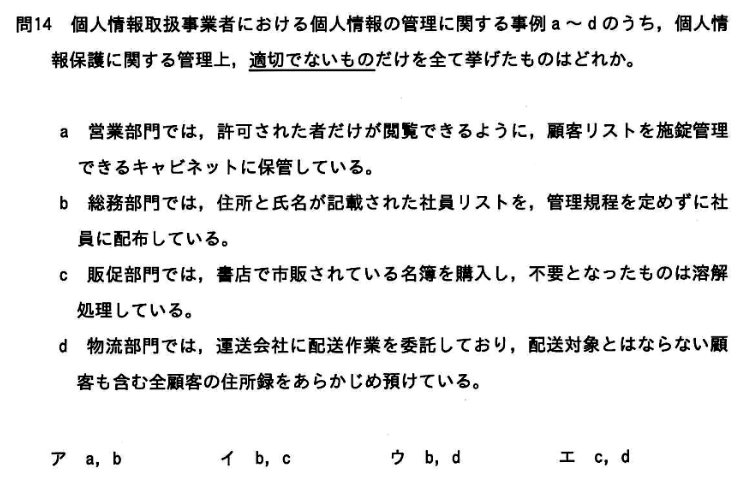 問14 個人情報取扱事業者における個人情報の管理に関する事例a〜dのうち，個人情
報保護に関する管理上，適切でないものだけを全て挙げたものはどれか。
a 営業部門では，許可された者だけが閲覧できるように，顧客リストを施錠管理
できるキャビネットに保管している。
b 総務部門では，住所と氏名が記載された社員リストを，管理規程を定めずに社
員に配布している。
c 販促部門では，書店で市販されている名簿を購入し，不要となったものは溶解
処理している。
d 物流部門では，運送会社に配送作業を委託しており，配送対象とはならない顧
客も含む全顧客の住所録をあらかじめ預けている。
ア a，b イ b，c ウ b，d エ c，d